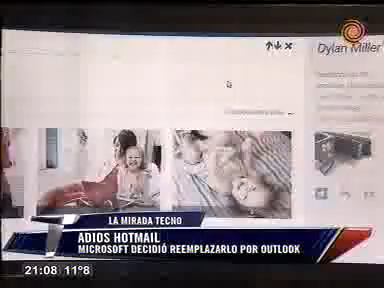 Dylan Miller
LA MIRADA TECNO
ADIOS HOTMAIL
MICROSOFT DECIDIÓ REEMPLAZARLO POR OUTLOOK
21:08 11°8